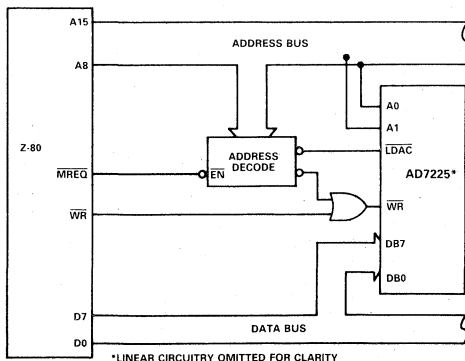 A15
ADDRESS BUS
A8
A0
A1
Z-80
ADDRESS
DECODE
LDAC
AD7225*
MREQ
EN
WR
WR
DB7
DB0
D7
DATA BUS
D0
*LINEAR CIRCUITRY OMITTED FOR CLARITY